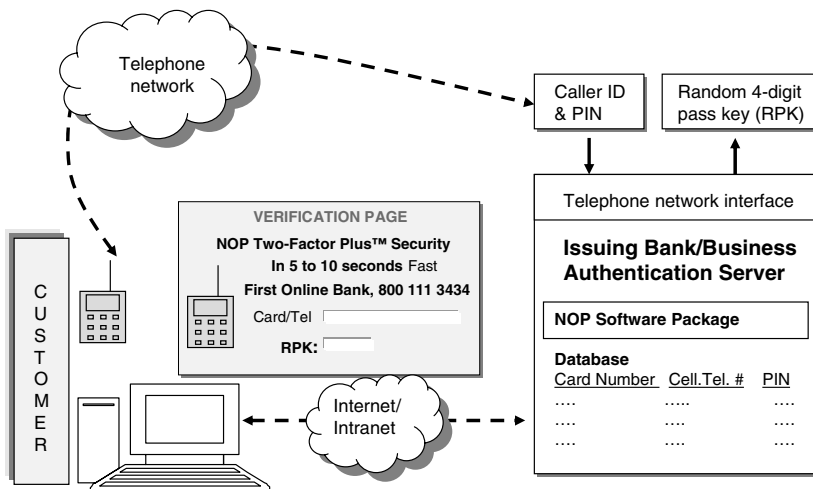 Telephone
network
Caller ID
& PIN
Random 4-digit
pass key (RPK)
Telephone network interface
Issuing Bank/Business
Authentication Server
NOP Software Package
Database
Card Number Cell.Tel. # PIN
.... ..... ....
.... .... ....
.... .... ....
VERIFICATION PAGE
NOP Two-Factor Plus™ Security
In 5 to 10 seconds Fast
First Online Bank, 800 111 3434
Card/Tel
RPK:
CUSTOMER
Internet/
Intranet